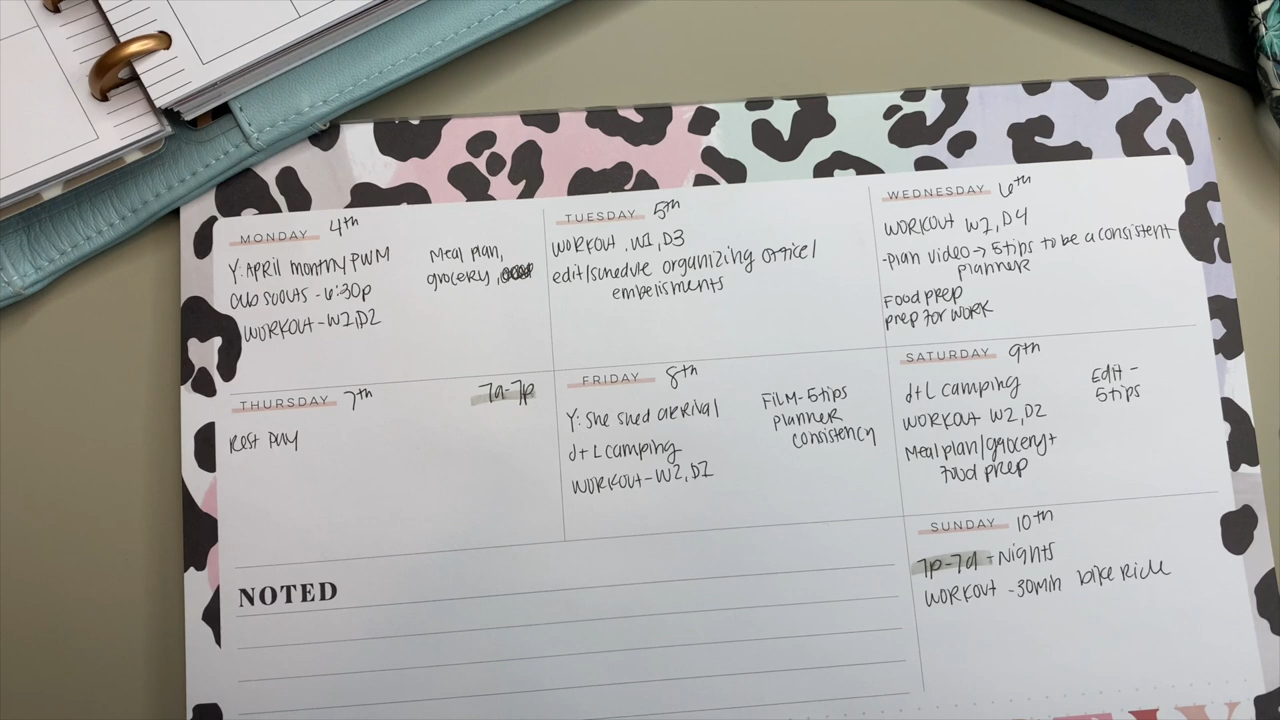 MONDAY 4th
Y: APRIL monthly PWM
Cub scouts - 6:30p
WORKOUT - W1, D2
Meal plan,
grocery,
TUESDAY 5th
WORKOUT . W1, D3
edit/schedule organizing office/
embelisments
WEDNESDAY 6th
WORKOUT W1, D4
-plan video → 5 tips to be a consistent
planner
Food prep
prep for WORK
THURSDAY 7th
7a-7p
Rest Day
FRIDAY 8th
Y: She shed arrival
J+L camping
WORKOUT - W2, D1
FILM - 5 tips
planner
consistency
SATURDAY 9th
J+L camping
WORKOUT W2, D2
Meal plan/grocery +
Food prep
Edit -
5 tips
SUNDAY 10th
7p-7a - Nights
WORKOUT - 30min bike Ride
NOTED